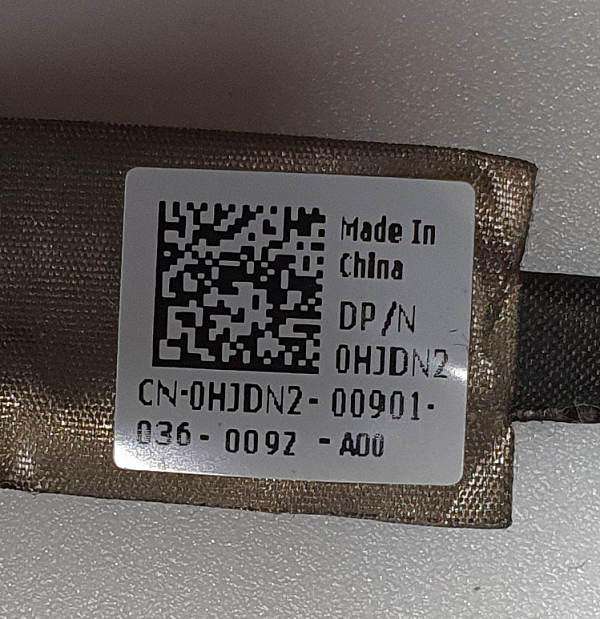 Made In
China
DP/N
0HJDN2
CN-0HJDN2-00901-
036-009Z-A00